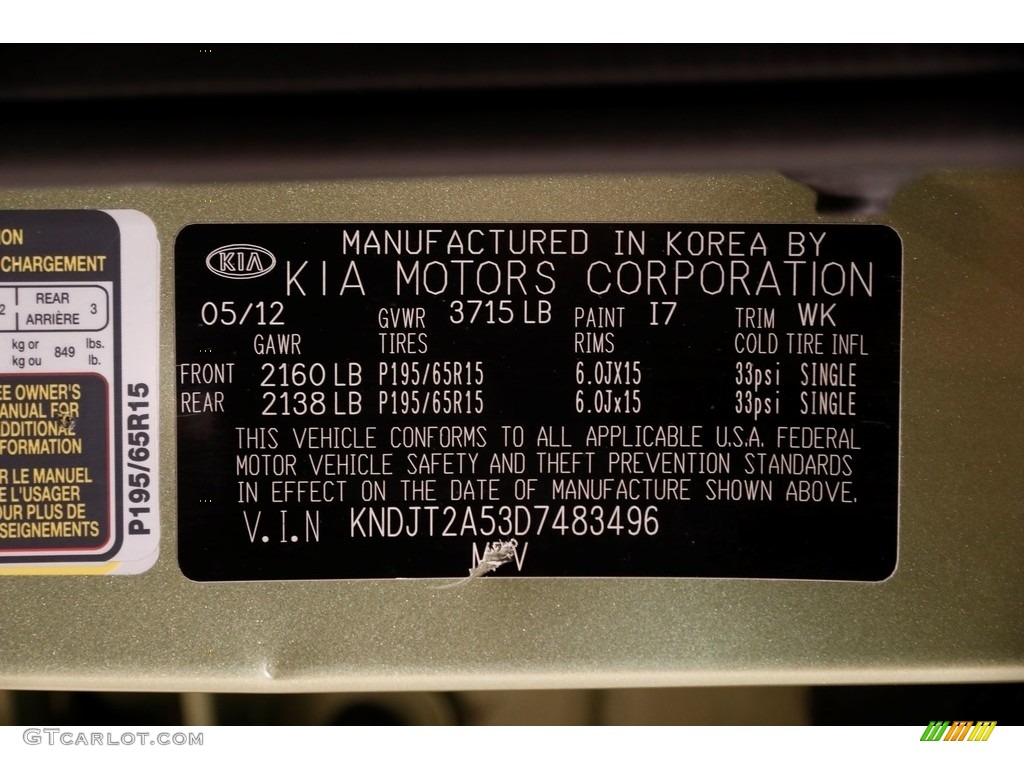 ION
CHARGEMENT
2 REAR ARRIÈRE 3
kg or 849 lbs.
kg ou lb.
EE OWNER'S
ANUAL FOR
DDITIONAL
FORMATION
R LE MANUEL
E L'USAGER
OUR PLUS DE
SEIGNEMENTS
P195/65R15
KIA
MANUFACTURED IN KOREA BY
KIA MOTORS CORPORATION
05/12 GVWR 3715 LB PAINT I7 TRIM WK
GAWR TIRES RIMS COLD TIRE INFL
FRONT 2160 LB P195/65R15 6.0JX15 33psi SINGLE
REAR 2138 LB P195/65R15 6.0Jx15 33psi SINGLE
THIS VEHICLE CONFORMS TO ALL APPLICABLE U.S.A. FEDERAL
MOTOR VEHICLE SAFETY AND THEFT PREVENTION STANDARDS
IN EFFECT ON THE DATE OF MANUFACTURE SHOWN ABOVE.
V.I.N KNDJT2A53D7483496
GTCARLOT.COM